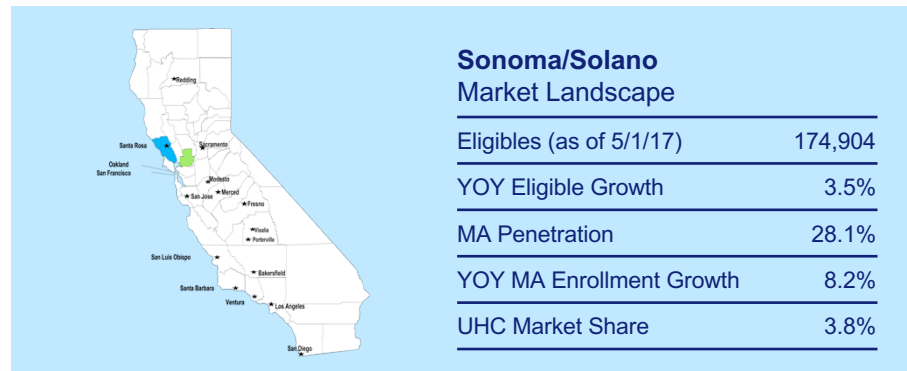 Redding
Santa Rosa
Sacramento
Oakland
San Francisco
Modesto
San Jose
Merced
Fresno
Visalia
Porterville
San Luis Obispo
Bakersfield
Santa Barbara
Ventura
Los Angeles
San Diego
Sonoma/Solano
Market Landscape
Eligibles (as of 5/1/17) 174,904
YOY Eligible Growth 3.5%
MA Penetration 28.1%
YOY MA Enrollment Growth 8.2%
UHC Market Share 3.8%